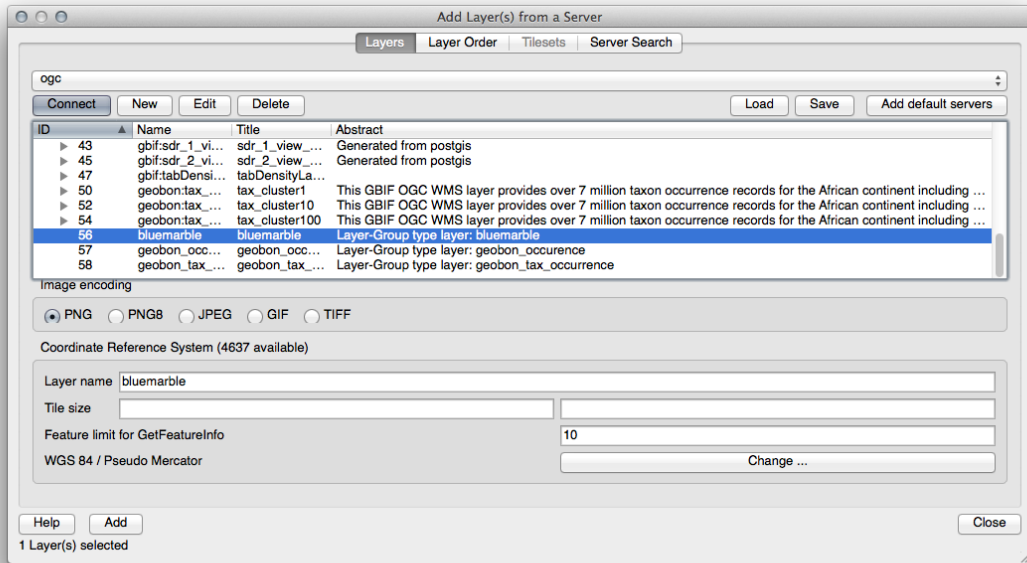 Add Layer(s) from a Server
Layers Layer Order Tilesets Server Search
ogc
Connect New Edit Delete Load Save Add default servers
ID Name Title Abstract
43 gbif:sdr_1_vi... sdr_1_view_... Generated from postgis
45 gbif:sdr_2_vi... sdr_2_view_... Generated from postgis
47 gbif:tabDensi... tabDensityLa...
50 geobon:tax_... tax_cluster1 This GBIF OGC WMS layer provides over 7 million taxon occurrence records for the African continent including ...
52 geobon:tax_... tax_cluster10 This GBIF OGC WMS layer provides over 7 million taxon occurrence records for the African continent including ...
54 geobon:tax_... tax_cluster100 This GBIF OGC WMS layer provides over 7 million taxon occurrence records for the African continent including ...
56 bluemarble bluemarble Layer-Group type layer: bluemarble
57 geobon_occ... geobon_occ... Layer-Group type layer: geobon_occurence
58 geobon_tax_... geobon_tax_... Layer-Group type layer: geobon_tax_occurrence
Image encoding
PNG PNG8 JPEG GIF TIFF
Coordinate Reference System (4637 available)
Layer name bluemarble
Tile size
Feature limit for GetFeatureInfo 10
WGS 84 / Pseudo Mercator Change ...
Help Add Close
1 Layer(s) selected